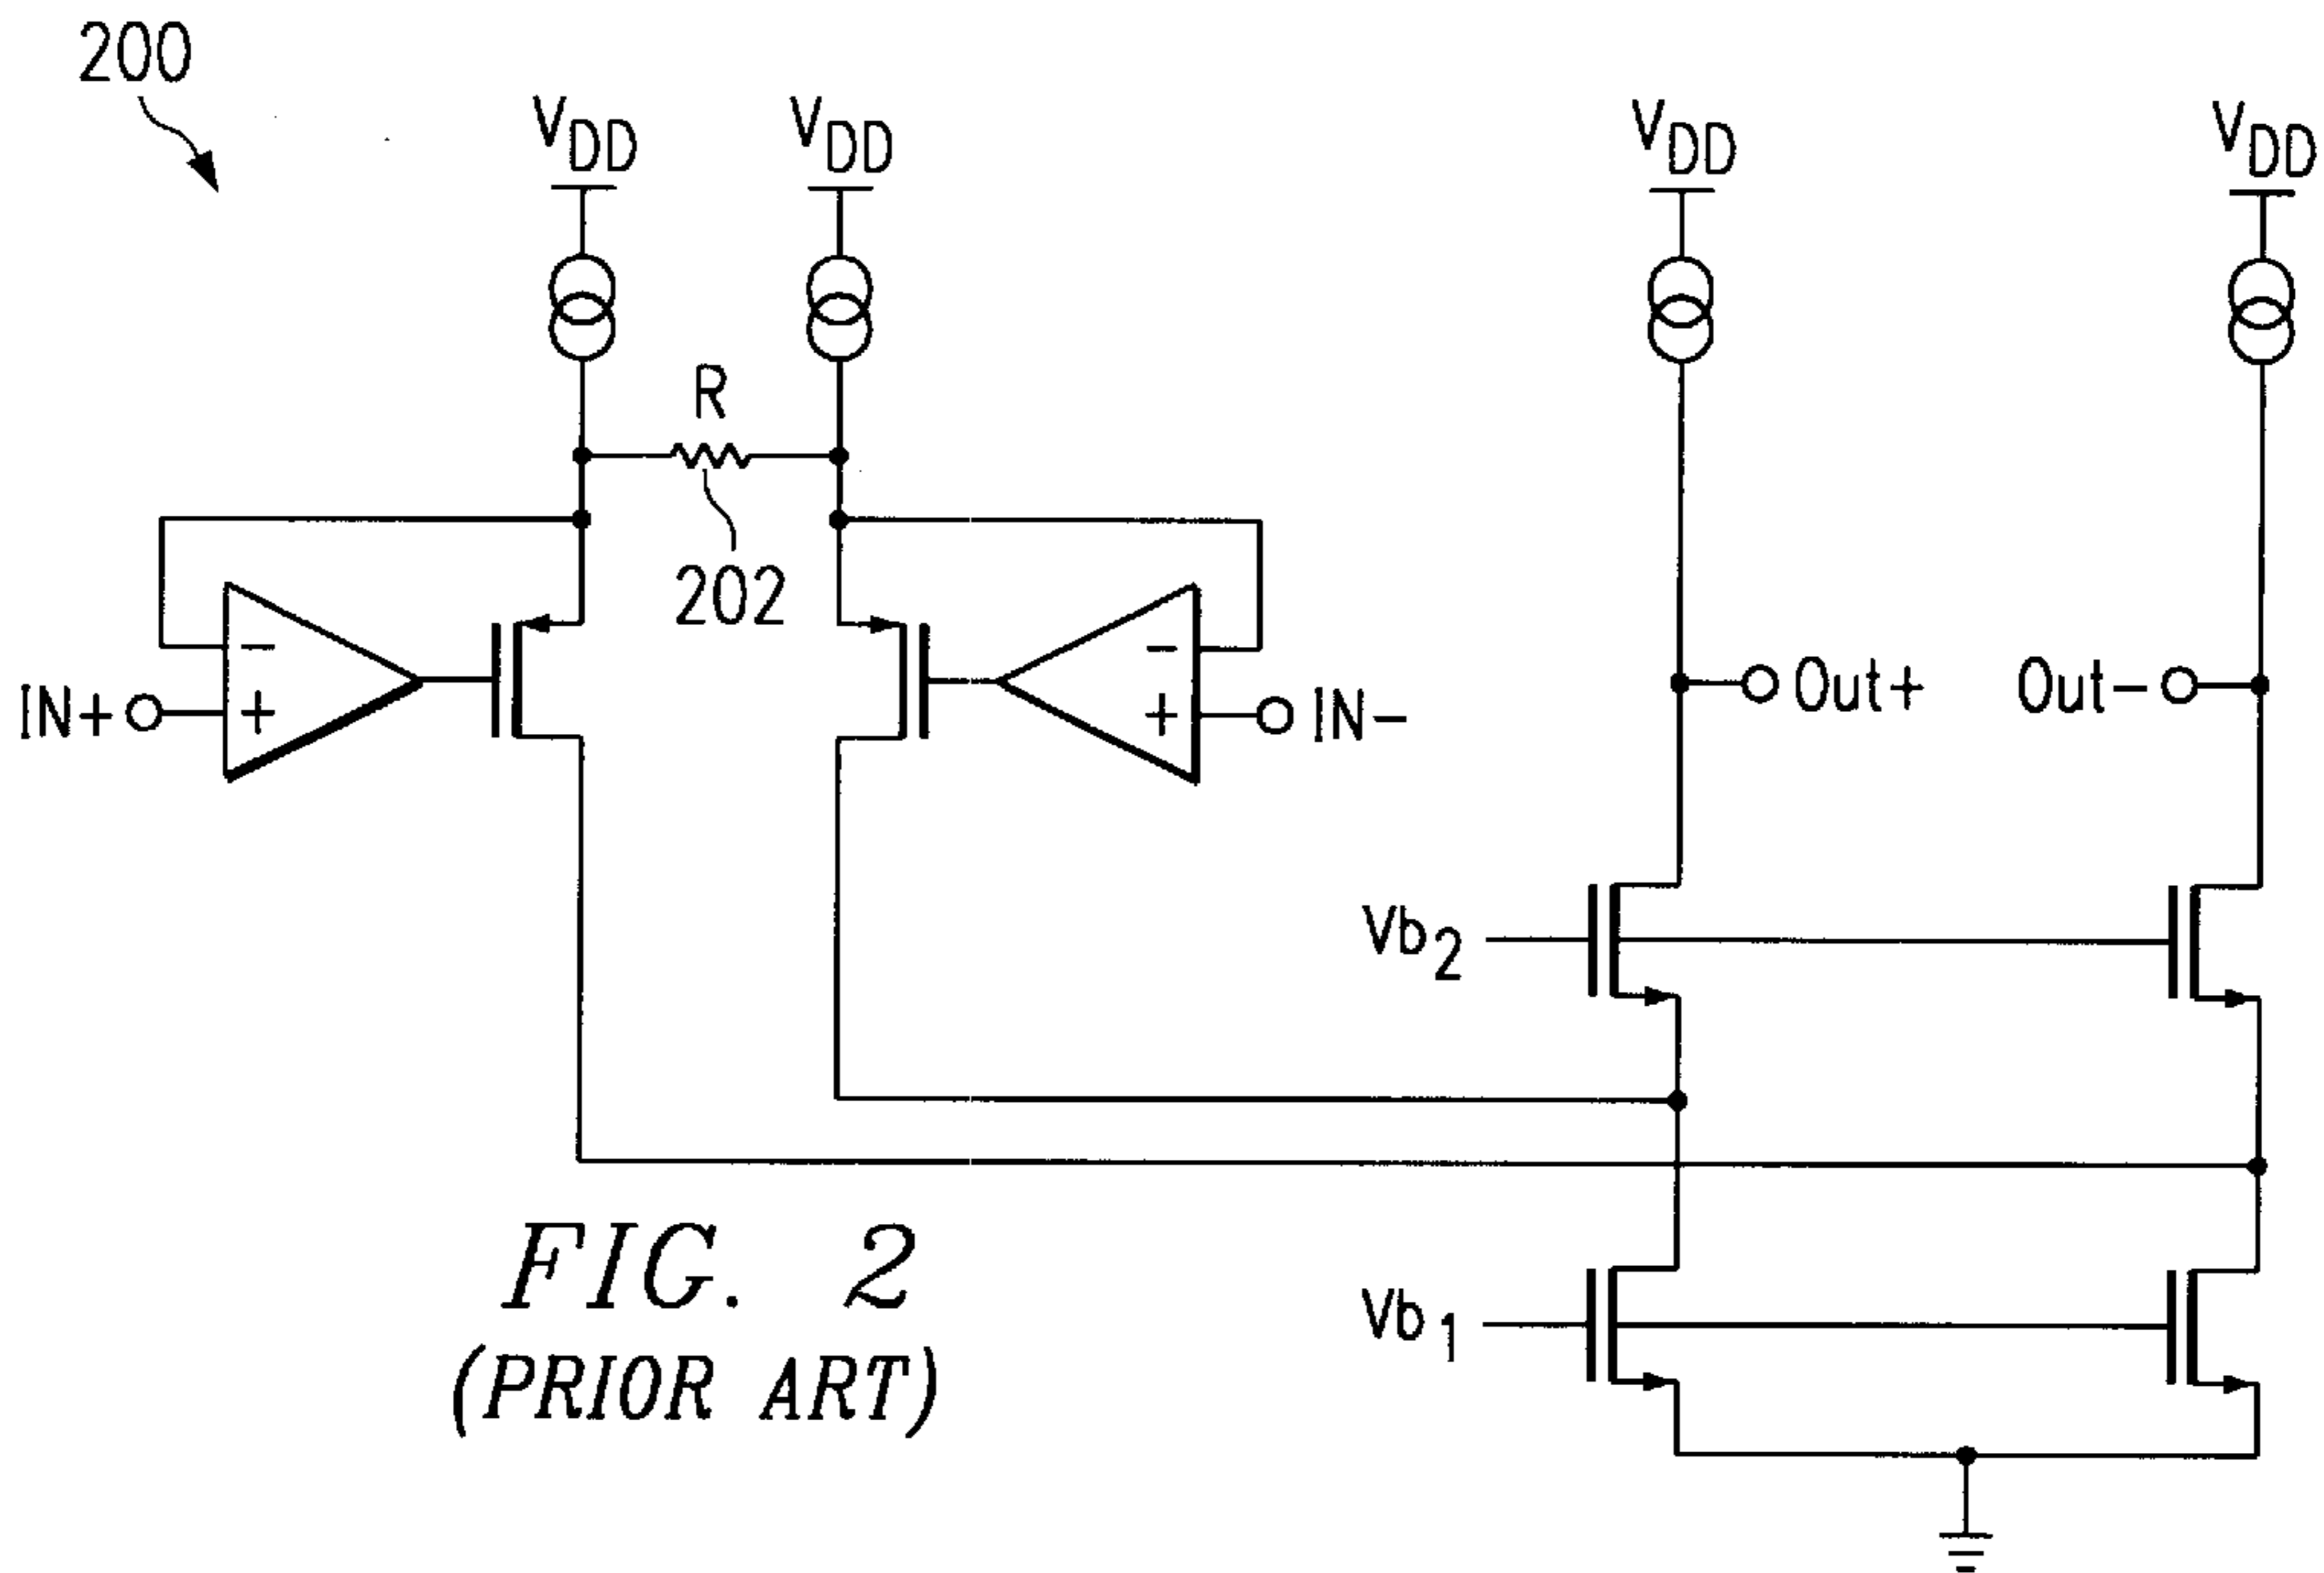 200
VDD
VDD
VDD
VDD
R
202
−
+
IN+
−
+
IN−
Out+
Out−
Vb2
Vb1
FIG. 2
(PRIOR ART)